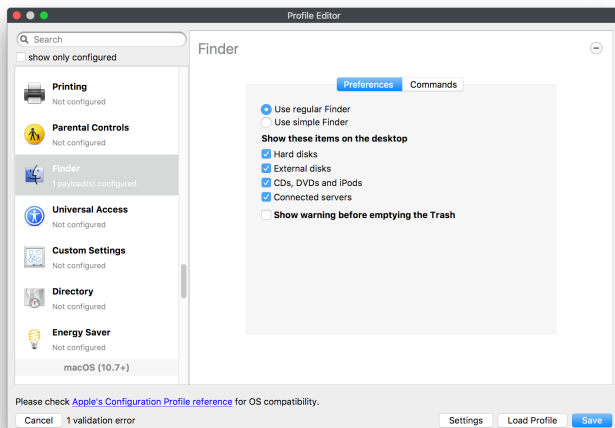 Profile Editor
Search
show only configured
Printing
Not configured
Parental Controls
Not configured
Finder
1 payload(s) configured.
Universal Access
Not configured
Custom Settings
Not configured
Directory
Not configured
Energy Saver
Not configured
macOS (10.7+)
Finder
Preferences Commands
Use regular Finder
Use simple Finder
Show these items on the desktop
Hard disks
External disks
CDs, DVDs and iPods
Connected servers
Show warning before emptying the Trash
Please check Apple's Configuration Profile reference for OS compatibility.
Cancel 1 validation error Settings Load Profile Save